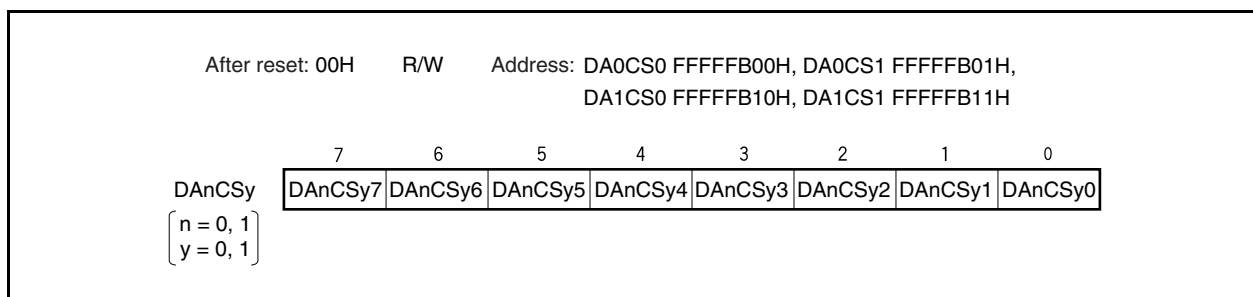 After reset: 00H R/W Address: DA0CS0 FFFFFB00H, DA0CS1 FFFFFB01H,
DA1CS0 FFFFFB10H, DA1CS1 FFFFFB11H
7 6 5 4 3 2 1 0
DAnCSy DAnCSy7 DAnCSy6 DAnCSy5 DAnCSy4 DAnCSy3 DAnCSy2 DAnCSy1 DAnCSy0
n = 0, 1
y = 0, 1